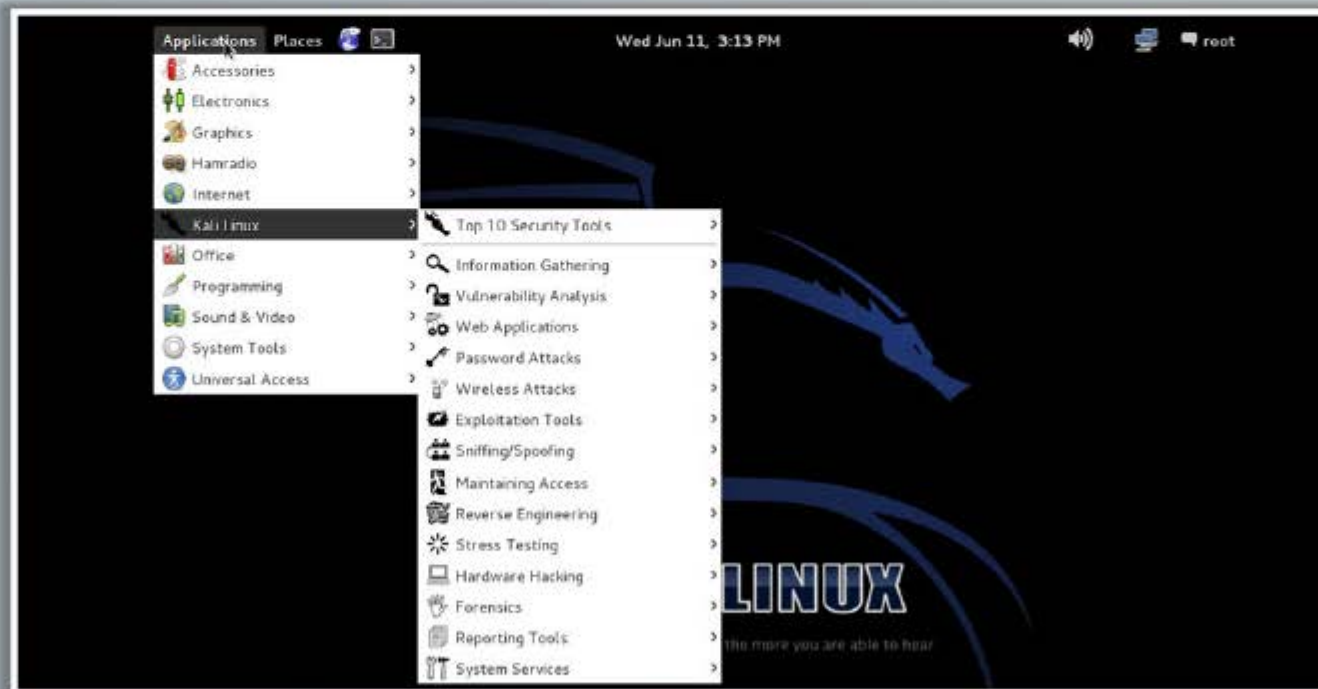 Applications Places Wed Jun 11, 3:13 PM root
Accessories
Electronics
Graphics
Hamradio
Internet
Kali Linux
Office
Programming
Sound & Video
System Tools
Universal Access
Top 10 Security Tools
Information Gathering
Vulnerability Analysis
Web Applications
Password Attacks
Wireless Attacks
Exploitation Tools
Sniffing/Spoofing
Maintaining Access
Reverse Engineering
Stress Testing
Hardware Hacking
Forensics
Reporting Tools
System Services
LINUX
the more you are able to hear